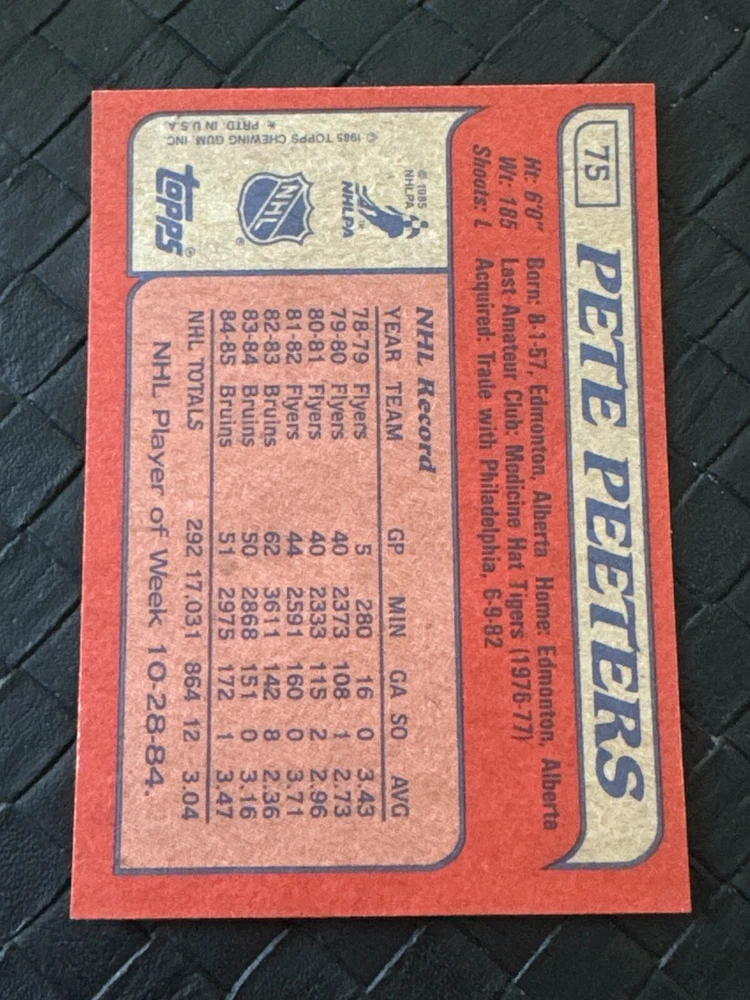 75 PETE PEETERS
Ht: 6'0" Born: 8-1-57, Edmonton, Alberta Home: Edmonton, Alberta
Wt: 185 Last Amateur Club: Medicine Hat Tigers (1976-77)
Shoots: L Acquired: Trade with Philadelphia, 6-9-82
© 1985
NHLPA
NHLPA
TM
NHL
®
topps®
© 1985 TOPPS CHEWING GUM, INC.
* PRTD. IN U.S.A.
NHL Record
YEAR TEAM GP MIN GA SO AVG
78-79 Flyers 5 280 16 0 3.43
79-80 Flyers 40 2373 108 1 2.73
80-81 Flyers 40 2333 115 2 2.96
81-82 Flyers 44 2591 160 0 3.71
82-83 Bruins 62 3611 142 8 2.36
83-84 Bruins 50 2868 151 0 3.16
84-85 Bruins 51 2975 172 1 3.47
NHL TOTALS 292 17,031 864 12 3.04
NHL Player of Week 10-28-84.